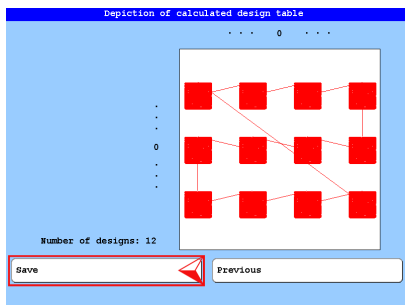 Depiction of calculated design table
. . . 0 . . .
.
.
.
0
.
.
.
Number of designs: 12
Save
Previous